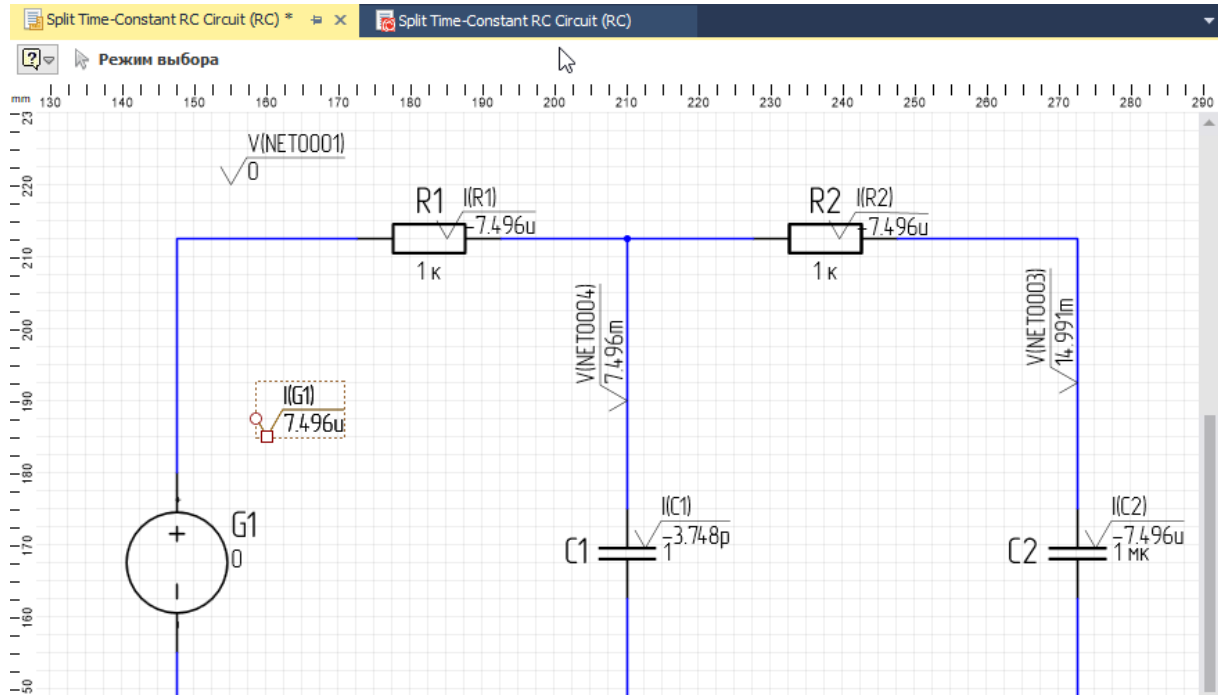 Split Time-Constant RC Circuit (RC) *
Split Time-Constant RC Circuit (RC)
Режим выбора
mm 130 140 150 160 170 180 190 200 210 220 230 240 250 260 270 280 290
23
V(NET0001)
0
220
R1
I(R1)
-7.496u
R2
I(R2)
-7.496u
210
1 к
1 к
V(NET0004)
7.496m
V(NET0003)
14.991m
200
190
I(G1)
7.496u
180
G1
0
I(C1)
-3.748p
C1
1
I(C2)
-7.496u
C2
1 мк
170
160
50